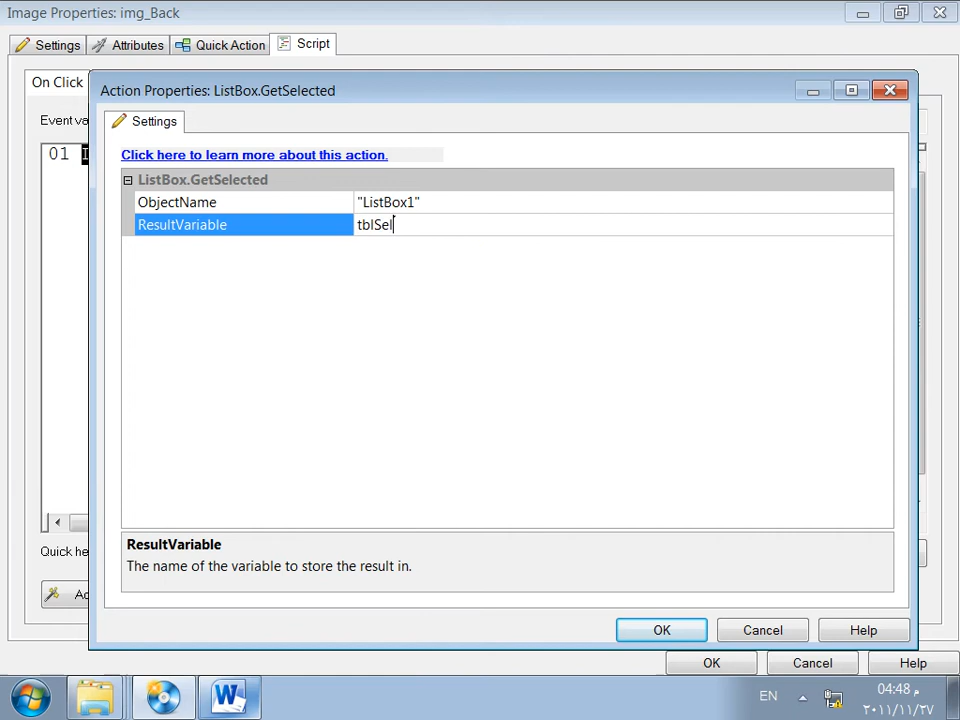 Image Properties: img_Back
Settings Attributes Quick Action Script
On Click
Action Properties: ListBox.GetSelected
Settings
Event va
01
Click here to learn more about this action.
ListBox.GetSelected
ObjectName "ListBox1"
ResultVariable tblSel
ResultVariable
The name of the variable to store the result in.
Quick he
OK Cancel Help
OK Cancel Help
EN
04:48 م
٢٠١١/١١/٢٧